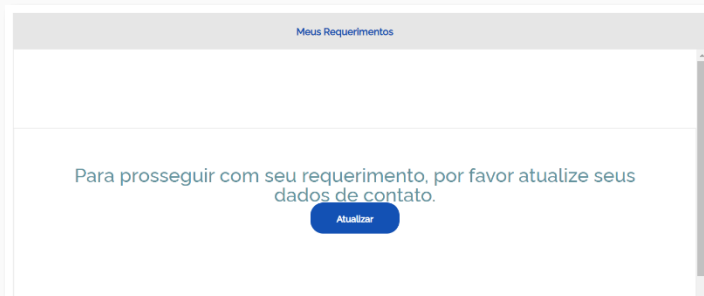 Meus Requerimentos
Para prosseguir com seu requerimento, por favor atualize seus
dados de contato.
Atualizar